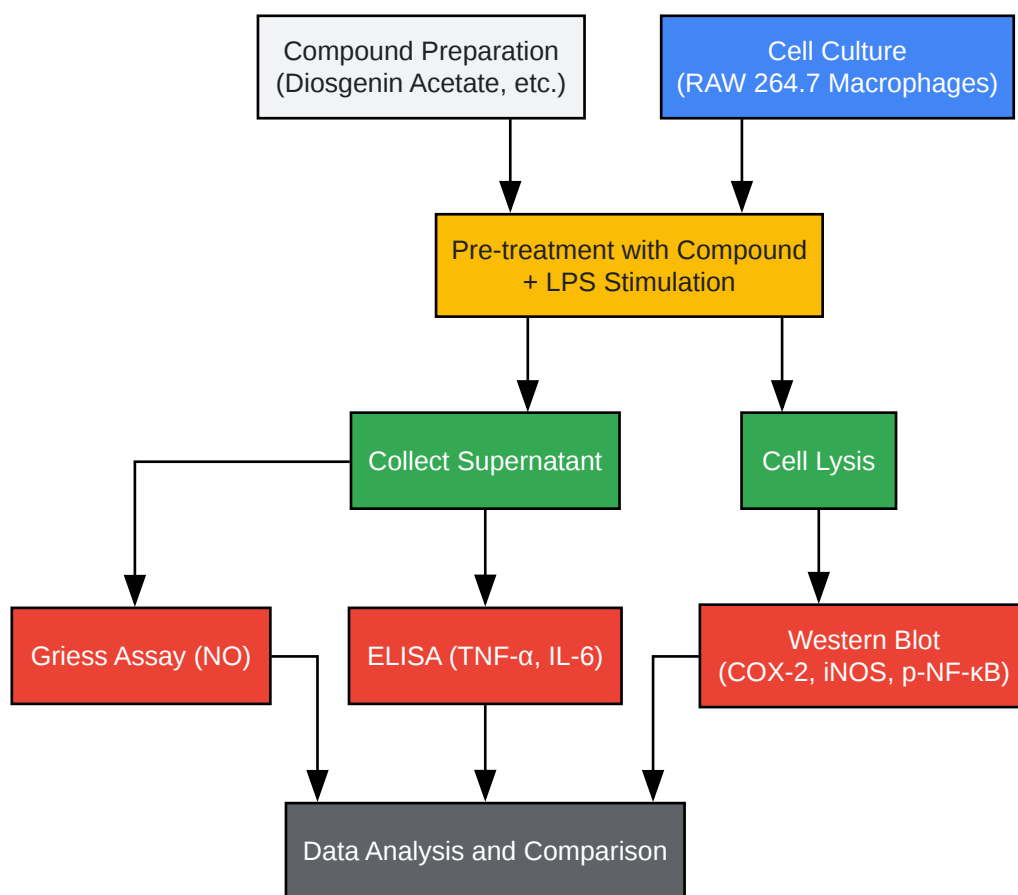 Compound Preparation
(Diosgenin Acetate, etc.)
Cell Culture
(RAW 264.7 Macrophages)
Pre-treatment with Compound
+ LPS Stimulation
Collect Supernatant
Cell Lysis
Griess Assay (NO)
ELISA (TNF-α, IL-6)
Western Blot
(COX-2, iNOS, p-NF-κB)
Data Analysis and Comparison